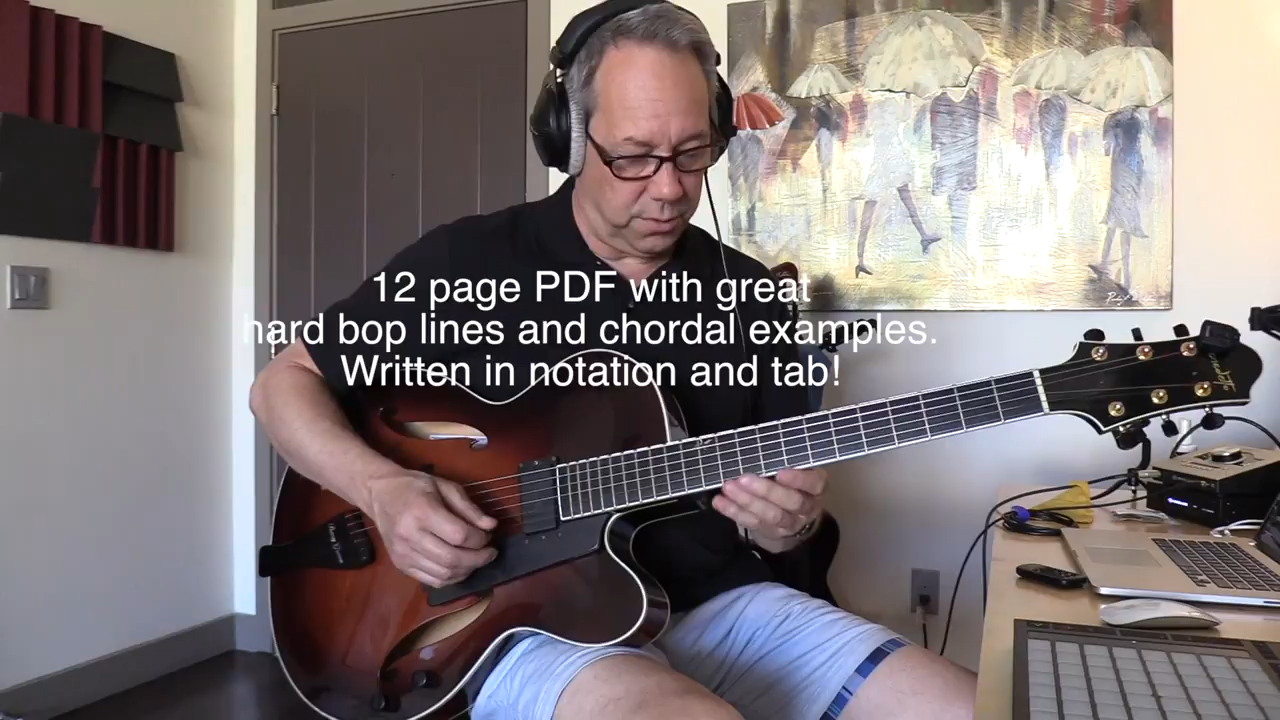 12 page PDF with great
hard bop lines and chordal examples.
Written in notation and tab!